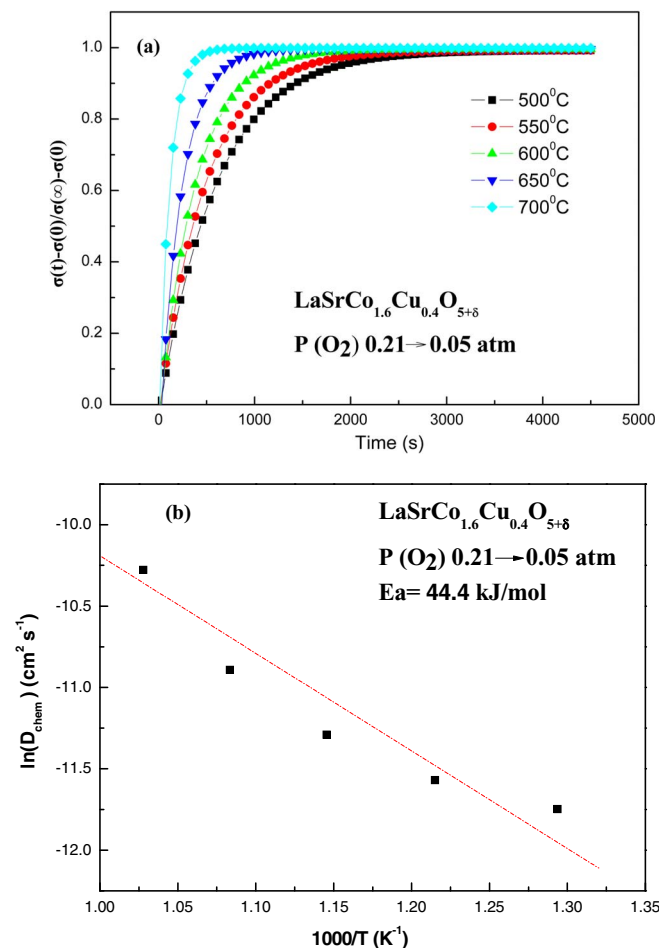 (a)
1.0
0.8
0.6
0.4
0.2
0.0
σ(t)-σ(0)/σ(∞)-σ(0)
500⁰C
550⁰C
600⁰C
650⁰C
700⁰C
LaSrCo₁.₆Cu₀.₄O₅₊δ
P (O₂) 0.21→0.05 atm
0 1000 2000 3000 4000 5000
Time (s)
(b)
LaSrCo₁.₆Cu₀.₄O₅₊δ
P (O₂) 0.21→0.05 atm
Ea= 44.4 kJ/mol
-10.0
-10.5
-11.0
-11.5
-12.0
ln(D_chem) (cm² s⁻¹)
1.00 1.05 1.10 1.15 1.20 1.25 1.30 1.35
1000/T (K⁻¹)